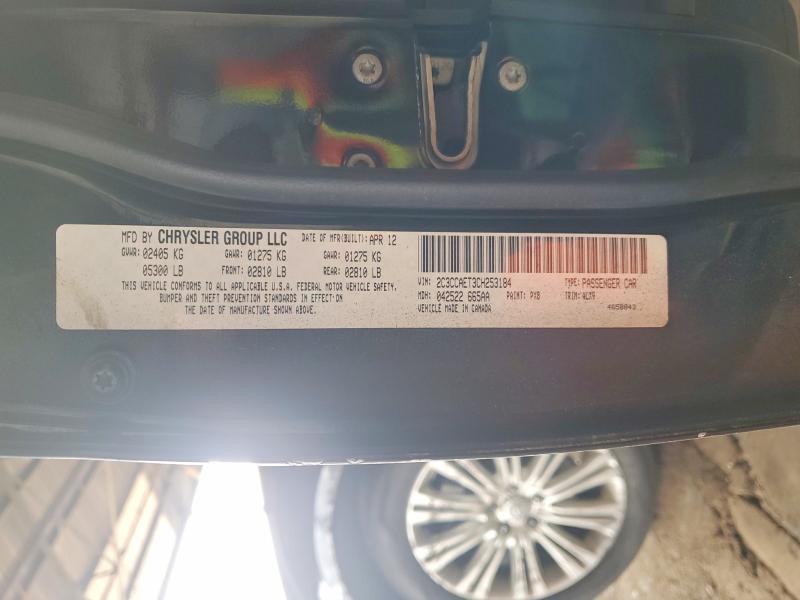 MFD BY CHRYSLER GROUP LLC DATE OF MFR(BUILT): APR 12
GVWR: 02405 KG GAWR: 01275 KG GAWR: 01275 KG
05300 LB FRONT: 02810 LB REAR: 02810 LB
THIS VEHICLE CONFORMS TO ALL APPLICABLE U.S.A. FEDERAL MOTOR VEHICLE SAFETY,
BUMPER AND THEFT PREVENTION STANDARDS IN EFFECT ON
THE DATE OF MANUFACTURE SHOWN ABOVE.
VIN: 2C3CCAET3CH253184 TYPE: PASSENGER CAR
MDH: 042522 665AA PAINT: PX8 TRIM: ALX9
VEHICLE MADE IN CANADA 4658043